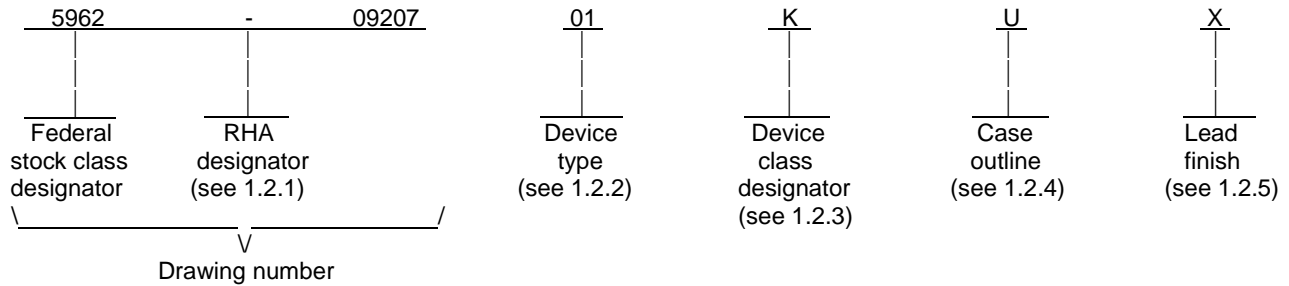 5962 - 09207 01 K U X
Federal stock class designator
RHA designator (see 1.2.1)
Device type (see 1.2.2)
Device class designator (see 1.2.3)
Case outline (see 1.2.4)
Lead finish (see 1.2.5)
\ / \/
Drawing number